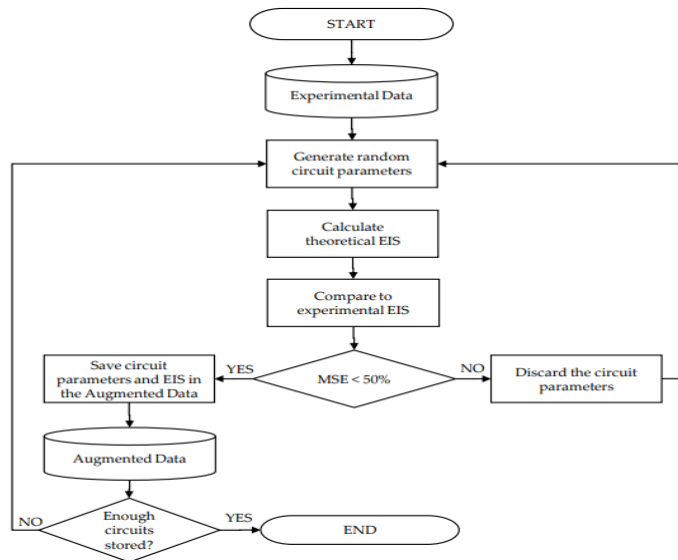 START
Experimental Data
Generate random
circuit parameters
Calculate
theoretical EIS
Compare to
experimental EIS
Save circuit
parameters and EIS in
the Augmented Data
YES
MSE < 50%
NO
Discard the circuit
parameters
Augmented Data
NO
Enough
circuits
stored?
YES
END